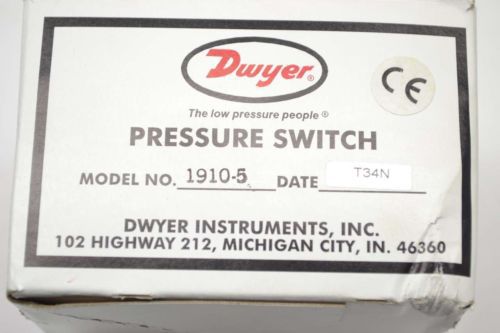 Dwyer®
CE
The low pressure people ®
PRESSURE SWITCH
MODEL NO. 1910-5 DATE T34N
DWYER INSTRUMENTS, INC.
102 HIGHWAY 212, MICHIGAN CITY, IN. 46360